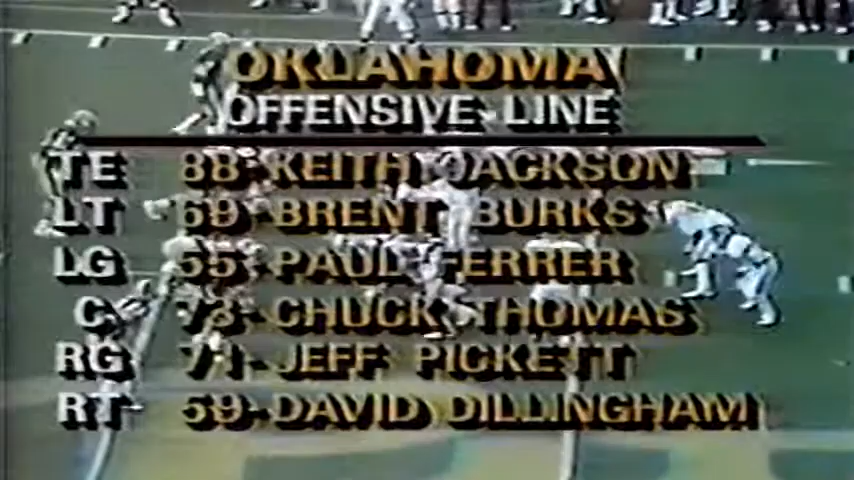 OKLAHOMA
OFFENSIVE LINE
TE 88-KEITH JACKSON
LT 69-BRENT BURKS
LG 55-PAUL FERRER
C 73-CHUCK THOMAS
RG 71-JEFF PICKETT
RT 59-DAVID DILLINGHAM